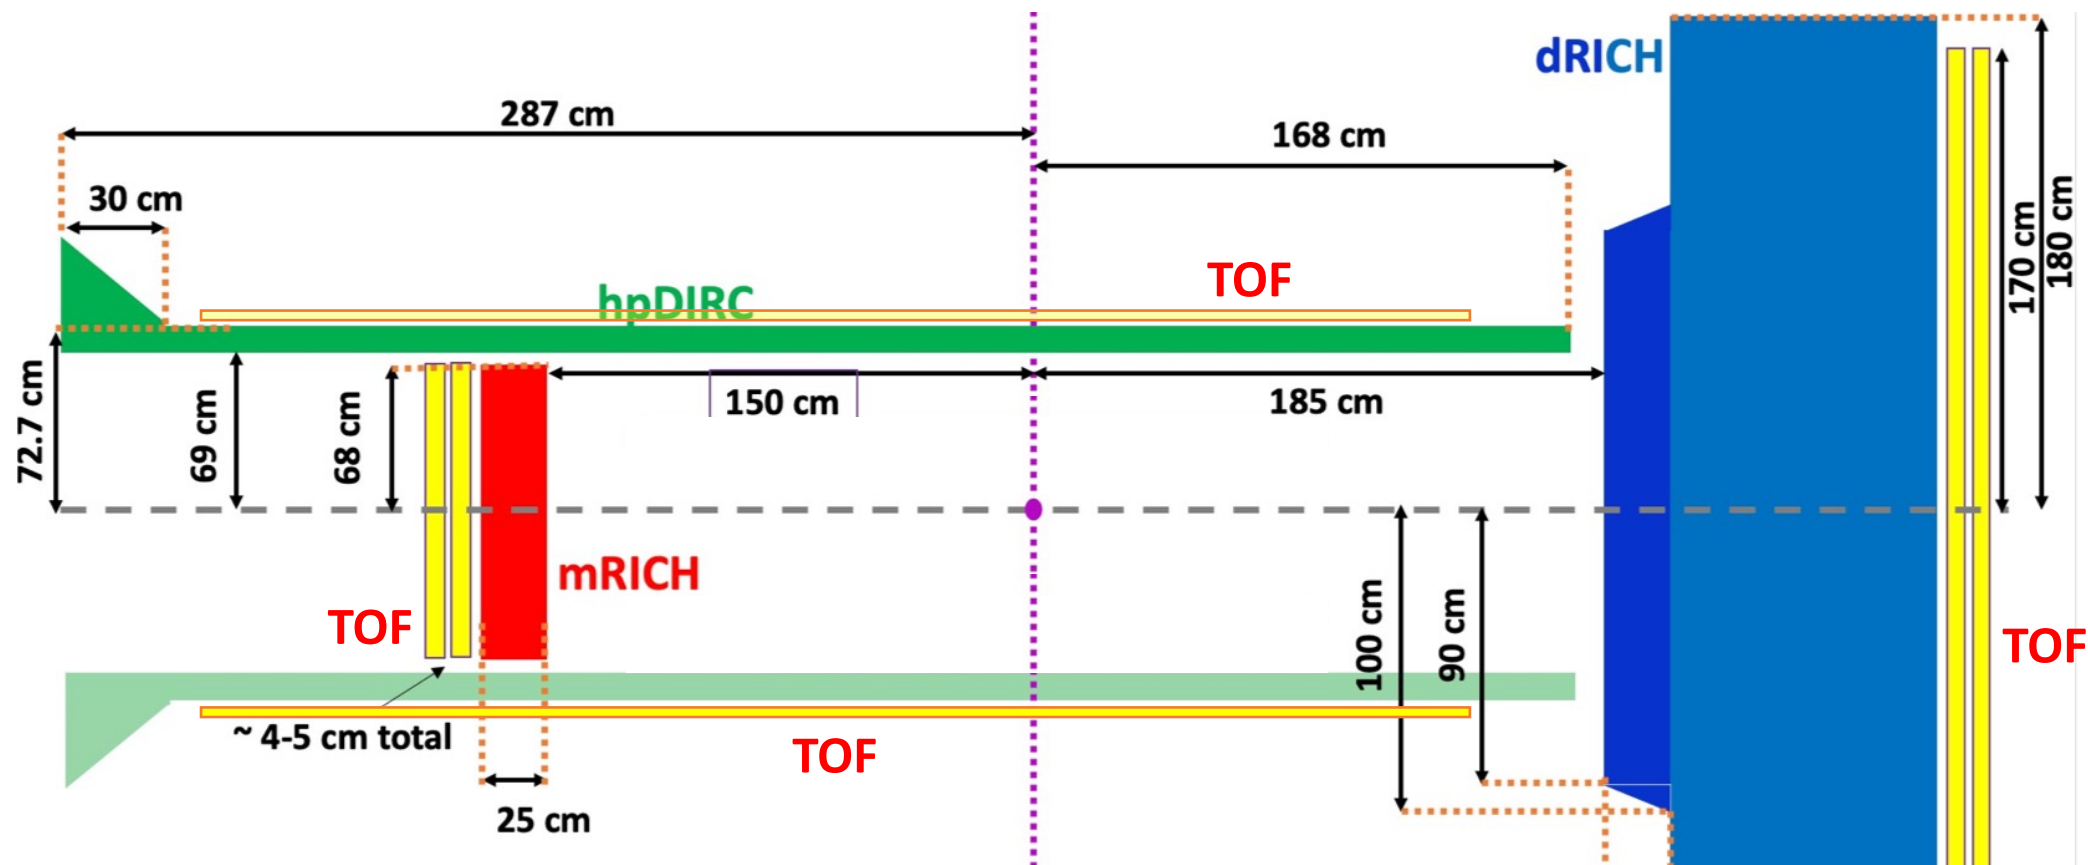 dRICH
287 cm
168 cm
30 cm
170 cm
180 cm
TOF
hpDIRC
72.7 cm
69 cm
68 cm
150 cm
185 cm
mRICH
TOF
100 cm
90 cm
TOF
~ 4-5 cm total
TOF
25 cm